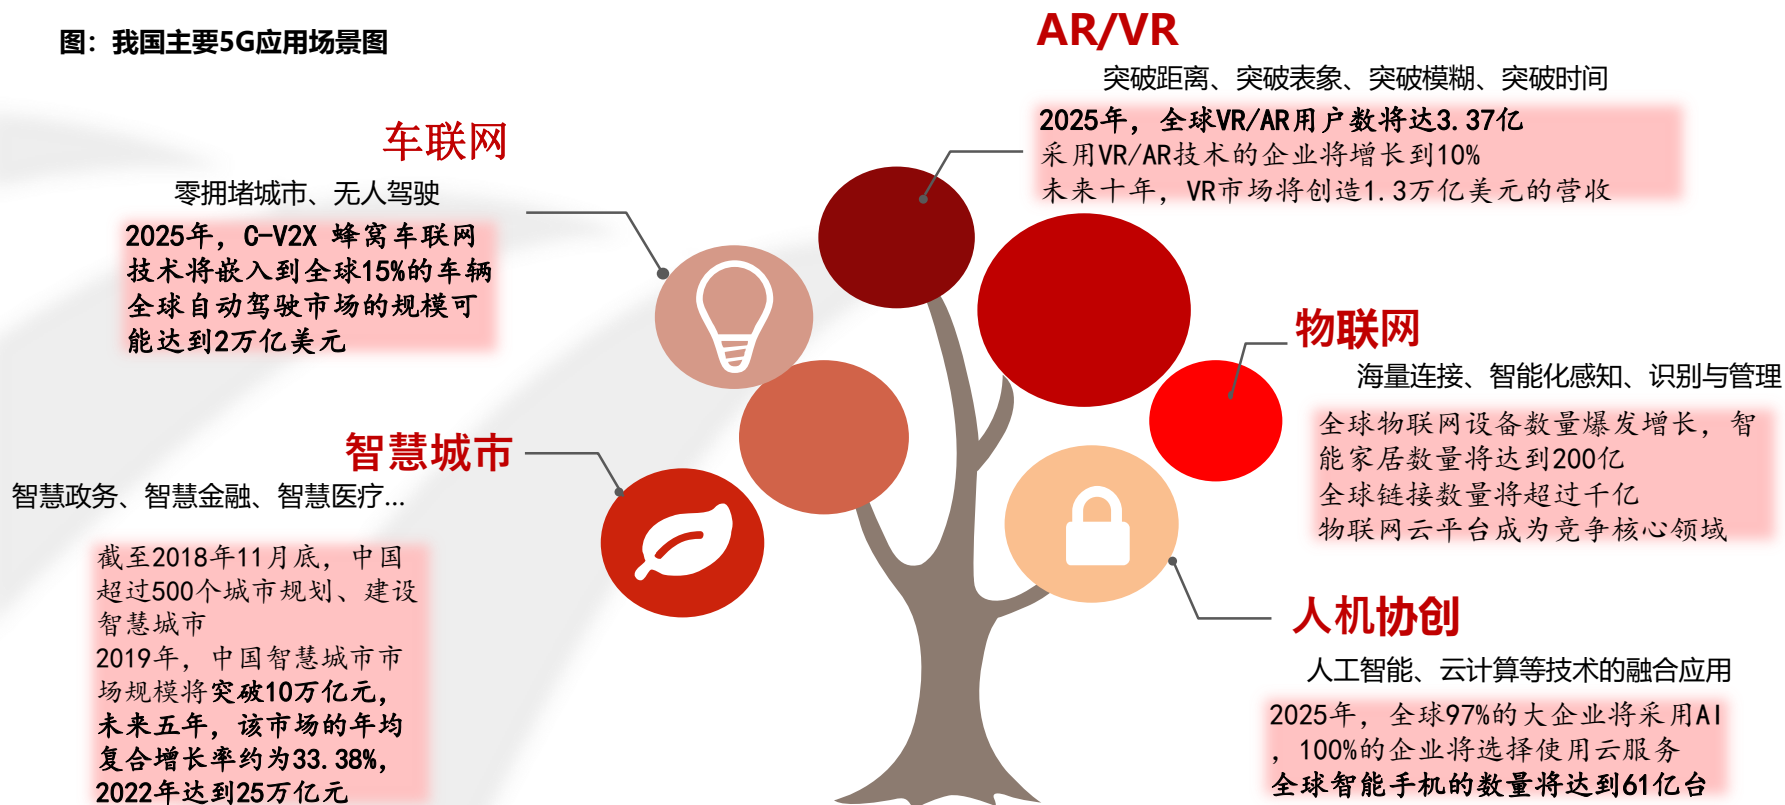 图：我国主要5G应用场景图
AR/VR
突破距离、突破表象、突破模糊、突破时间
2025年，全球VR/AR用户数将达3.37亿
采用VR/AR技术的企业将增长到10%
未来十年，VR市场将创造1.3万亿美元的营收
车联网
零拥堵城市、无人驾驶
2025年，C-V2X 蜂窝车联网
技术将嵌入到全球15%的车辆
全球自动驾驶市场的规模可
能达到2万亿美元
物联网
海量连接、智能化感知、识别与管理
全球物联网设备数量爆发增长，智
能家居数量将达到200亿
全球链接数量将超过千亿
物联网云平台成为竞争核心领域
智慧城市
智慧政务、智慧金融、智慧医疗...
截至2018年11月底，中国
超过500个城市规划、建设
智慧城市
2019年，中国智慧城市市
场规模将突破10万亿元，
未来五年，该市场的年均
复合增长率约为33.38%，
2022年达到25万亿元
人机协创
人工智能、云计算等技术的融合应用
2025年，全球97%的大企业将采用AI
，100%的企业将选择使用云服务
全球智能手机的数量将达到61亿台